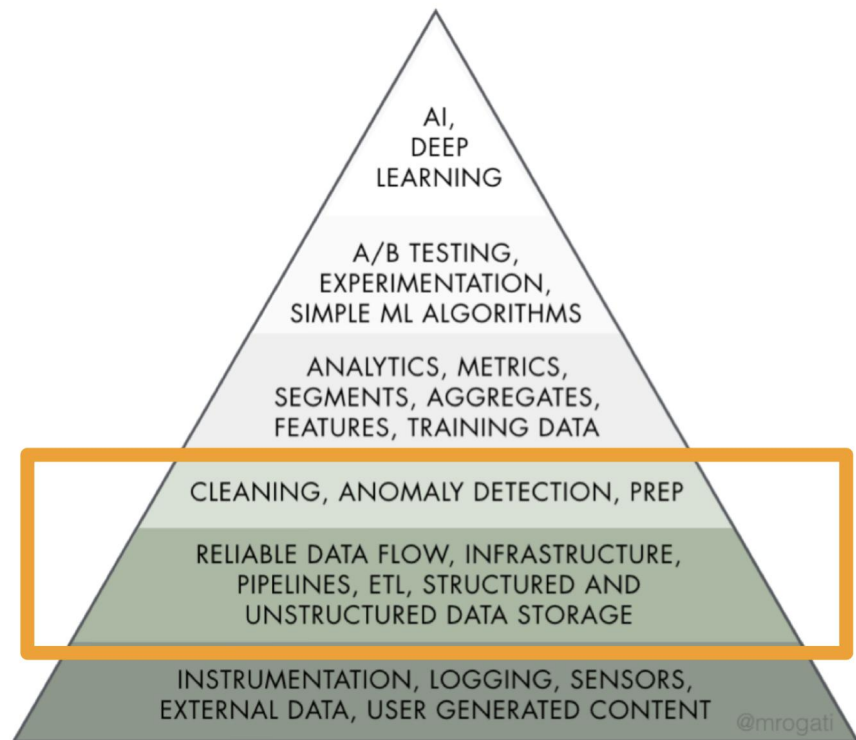 AI,
DEEP
LEARNING
A/B TESTING,
EXPERIMENTATION,
SIMPLE ML ALGORITHMS
ANALYTICS, METRICS,
SEGMENTS, AGGREGATES,
FEATURES, TRAINING DATA
CLEANING, ANOMALY DETECTION, PREP
RELIABLE DATA FLOW, INFRASTRUCTURE,
PIPELINES, ETL, STRUCTURED AND
UNSTRUCTURED DATA STORAGE
INSTRUMENTATION, LOGGING, SENSORS,
EXTERNAL DATA, USER GENERATED CONTENT
@mrogati